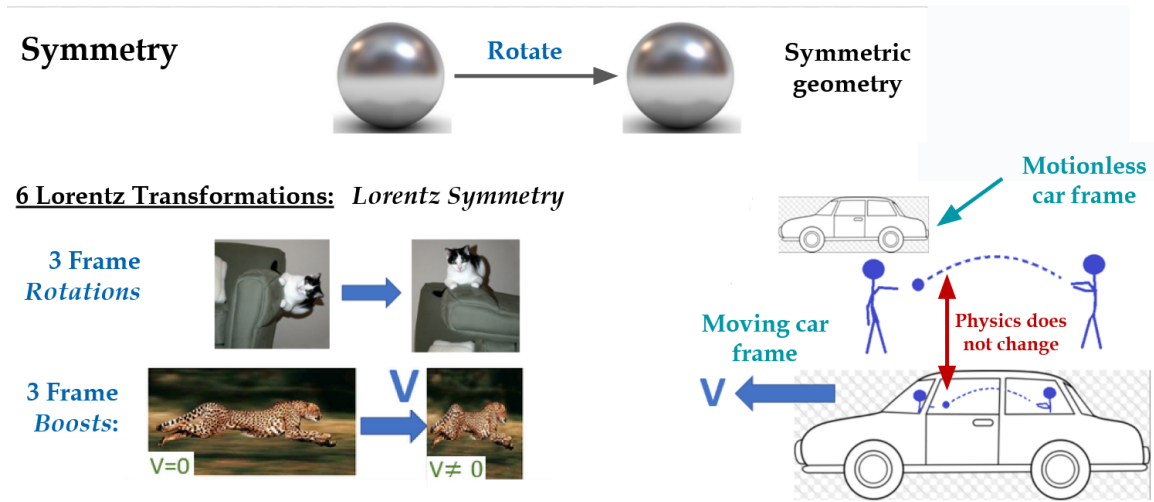 Symmetry
Rotate
Symmetric
geometry
6 Lorentz Transformations: Lorentz Symmetry
Motionless
car frame
3 Frame
Rotations
Moving car
frame
Physics does
not change
3 Frame
Boosts:
V
V
V=0
V≠ 0